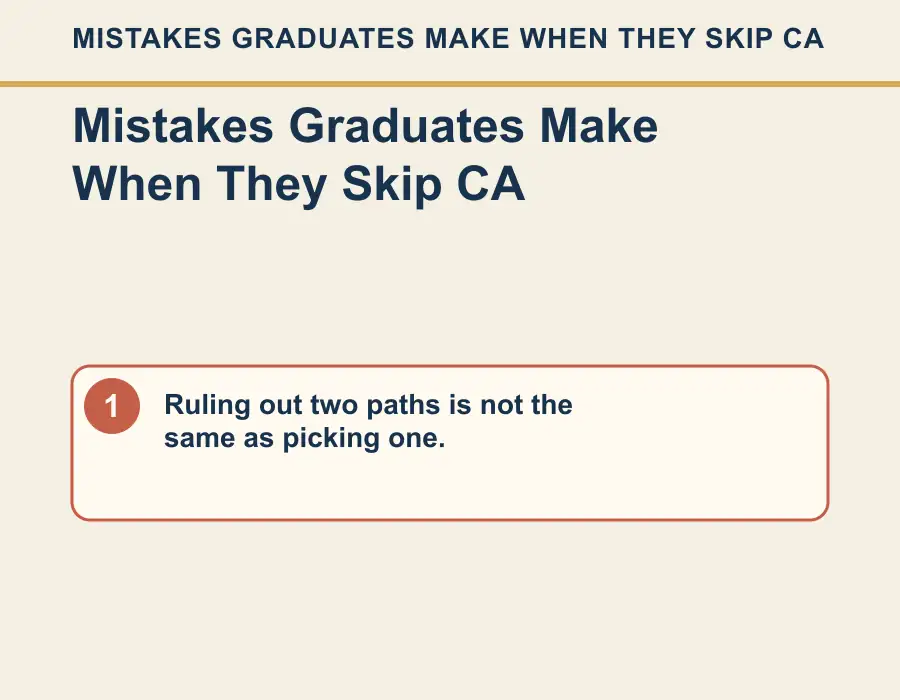 MISTAKES GRADUATES MAKE WHEN THEY SKIP CA
Mistakes Graduates Make
When They Skip CA
1
Ruling out two paths is not the
same as picking one.